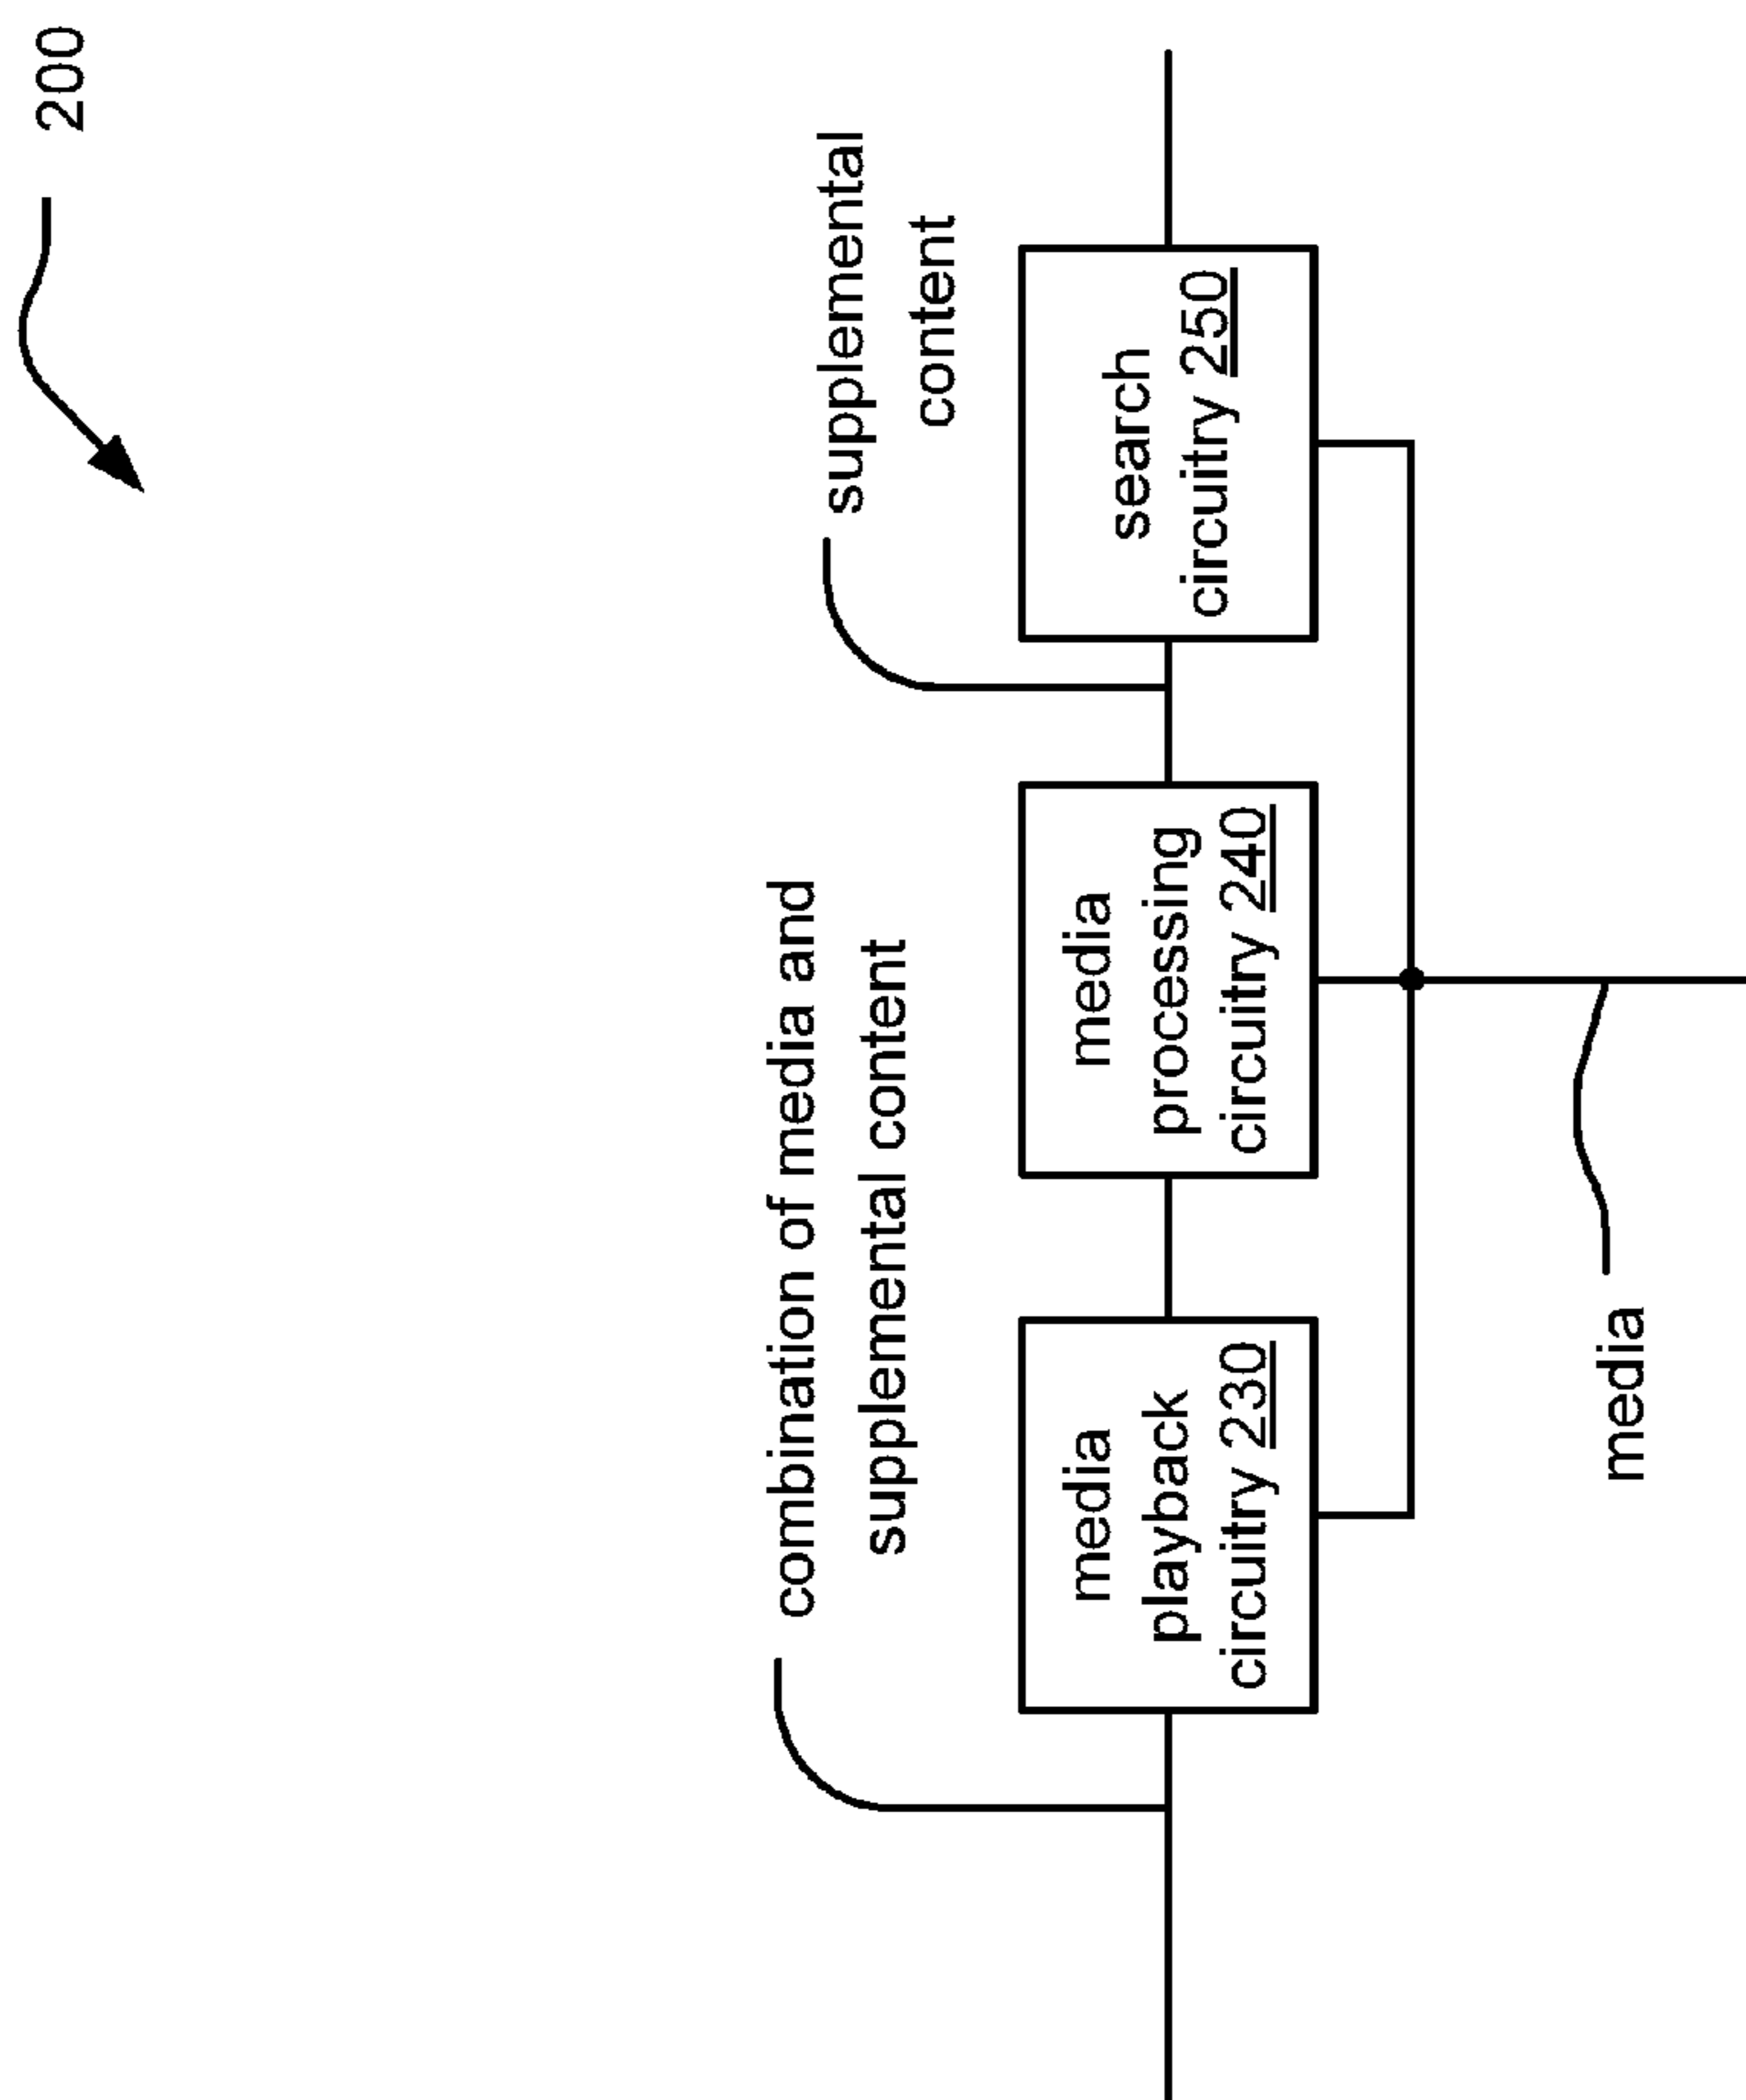 200
combination of media and
supplemental content
supplemental
content
media
playback
circuitry 230
media
processing
circuitry 240
search
circuitry 250
media